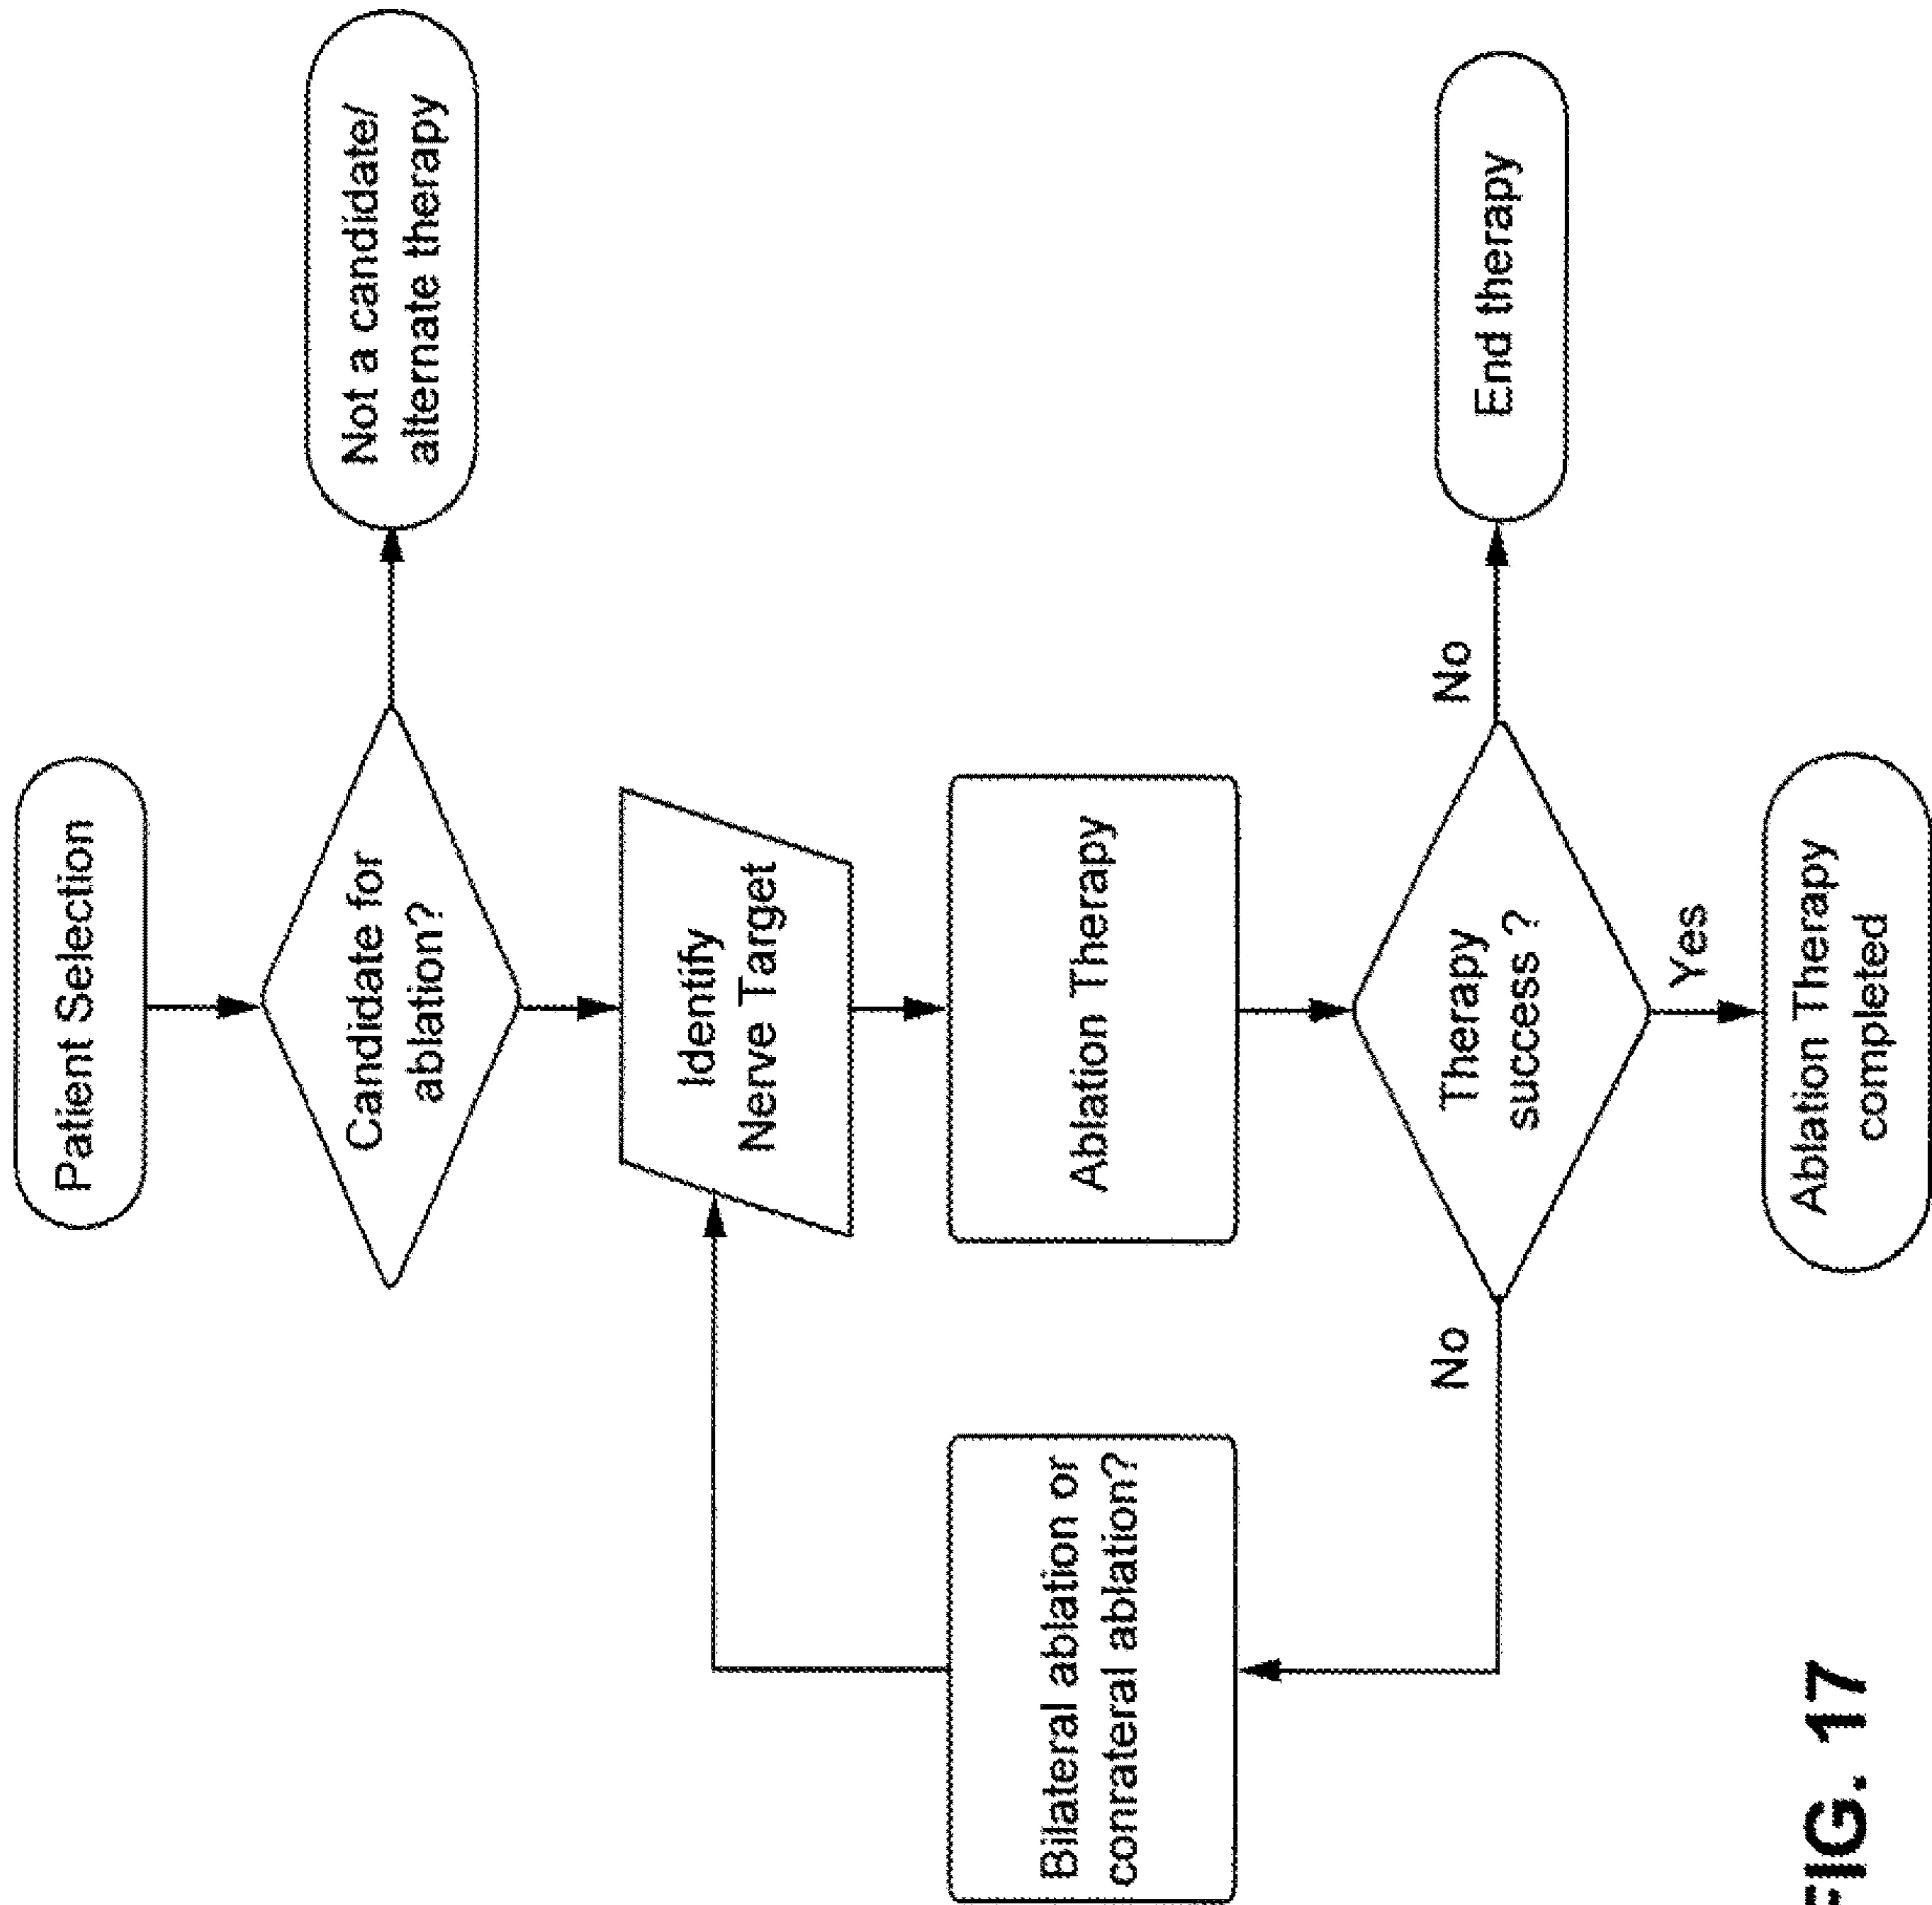 Patient Selection
Candidate for
ablation?
Not a candidate/
alternate therapy
Identify
Nerve Target
Ablation Therapy
Bilateral ablation or
conrateral ablation?
Therapy
success ?
No
No
End therapy
Yes
Ablation Therapy
completed
FIG. 17